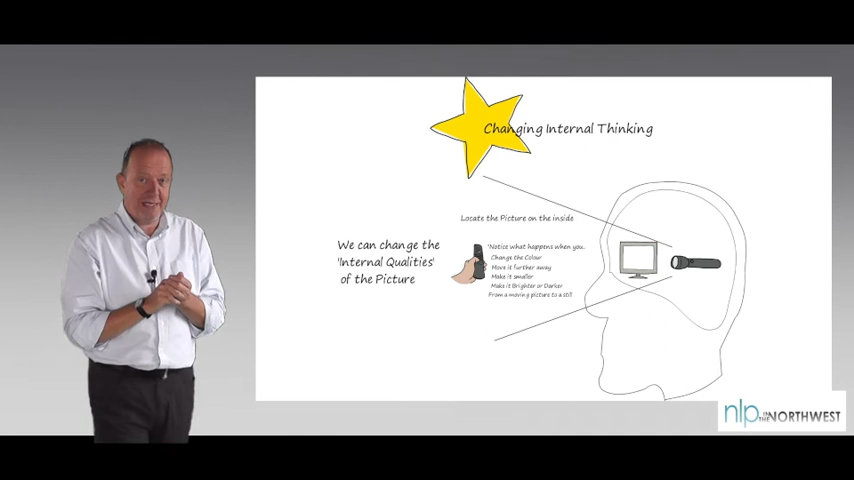 Changing Internal Thinking
Locate the Picture on the inside
We can change the
'Internal Qualities'
of the Picture
'Notice what happens when you..
Change the Colour
Move it further away
Make it smaller
Make it Brighter or Darker
From a moving picture to a still
nlp IN THE NORTHWEST